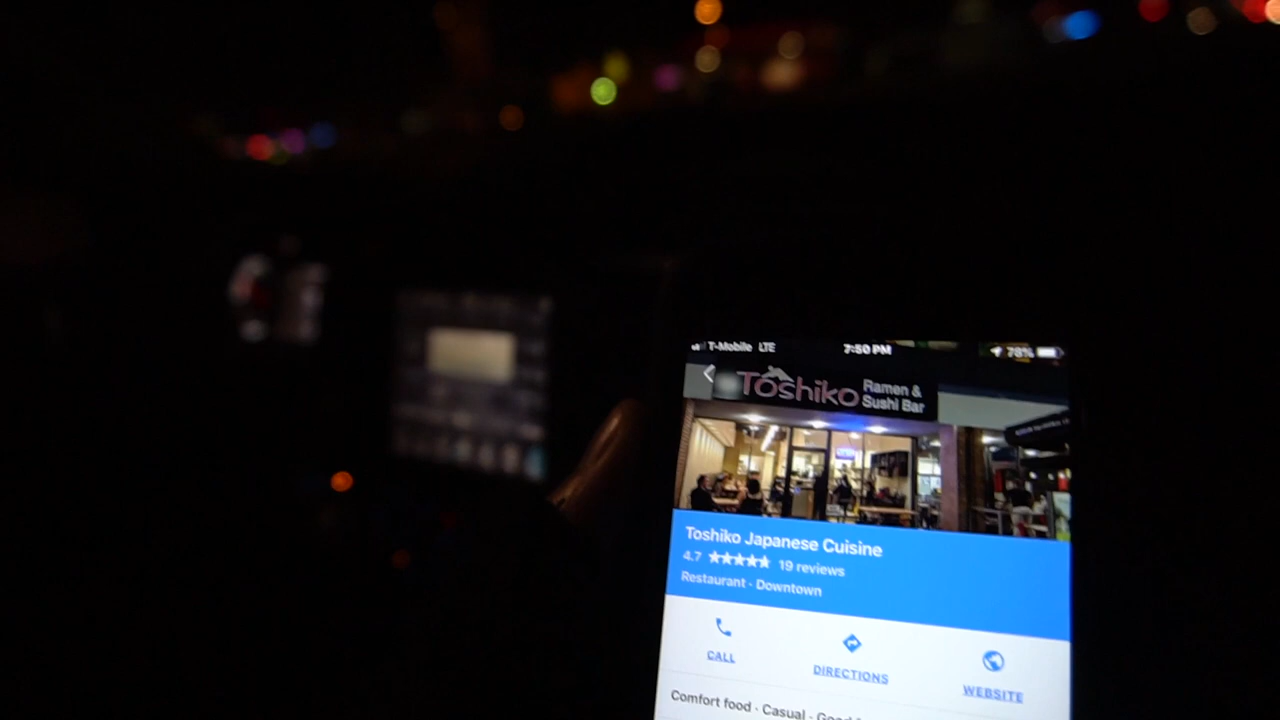 T-Mobile LTE 7:50 PM 78%
Toshiko Ramen &
Sushi Bar
Toshiko Japanese Cuisine
4.7 19 reviews
Restaurant · Downtown
CALL DIRECTIONS WEBSITE
Comfort food · Casual ·